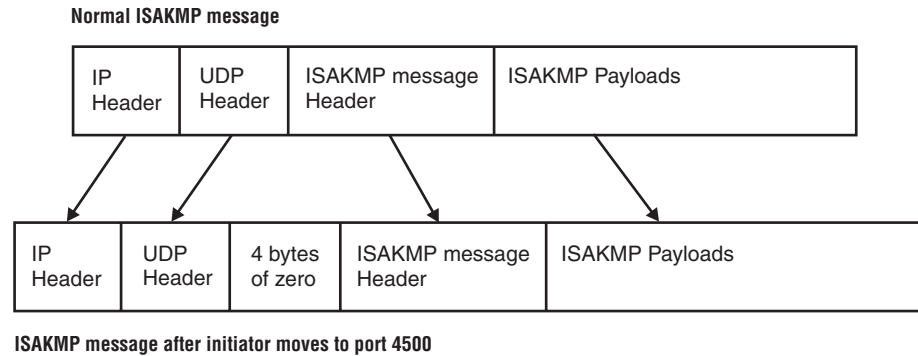 Normal ISAKMP message
IP
Header
UDP
Header
ISAKMP message
Header
ISAKMP Payloads
IP
Header
UDP
Header
4 bytes
of zero
ISAKMP message
Header
ISAKMP Payloads
ISAKMP message after initiator moves to port 4500